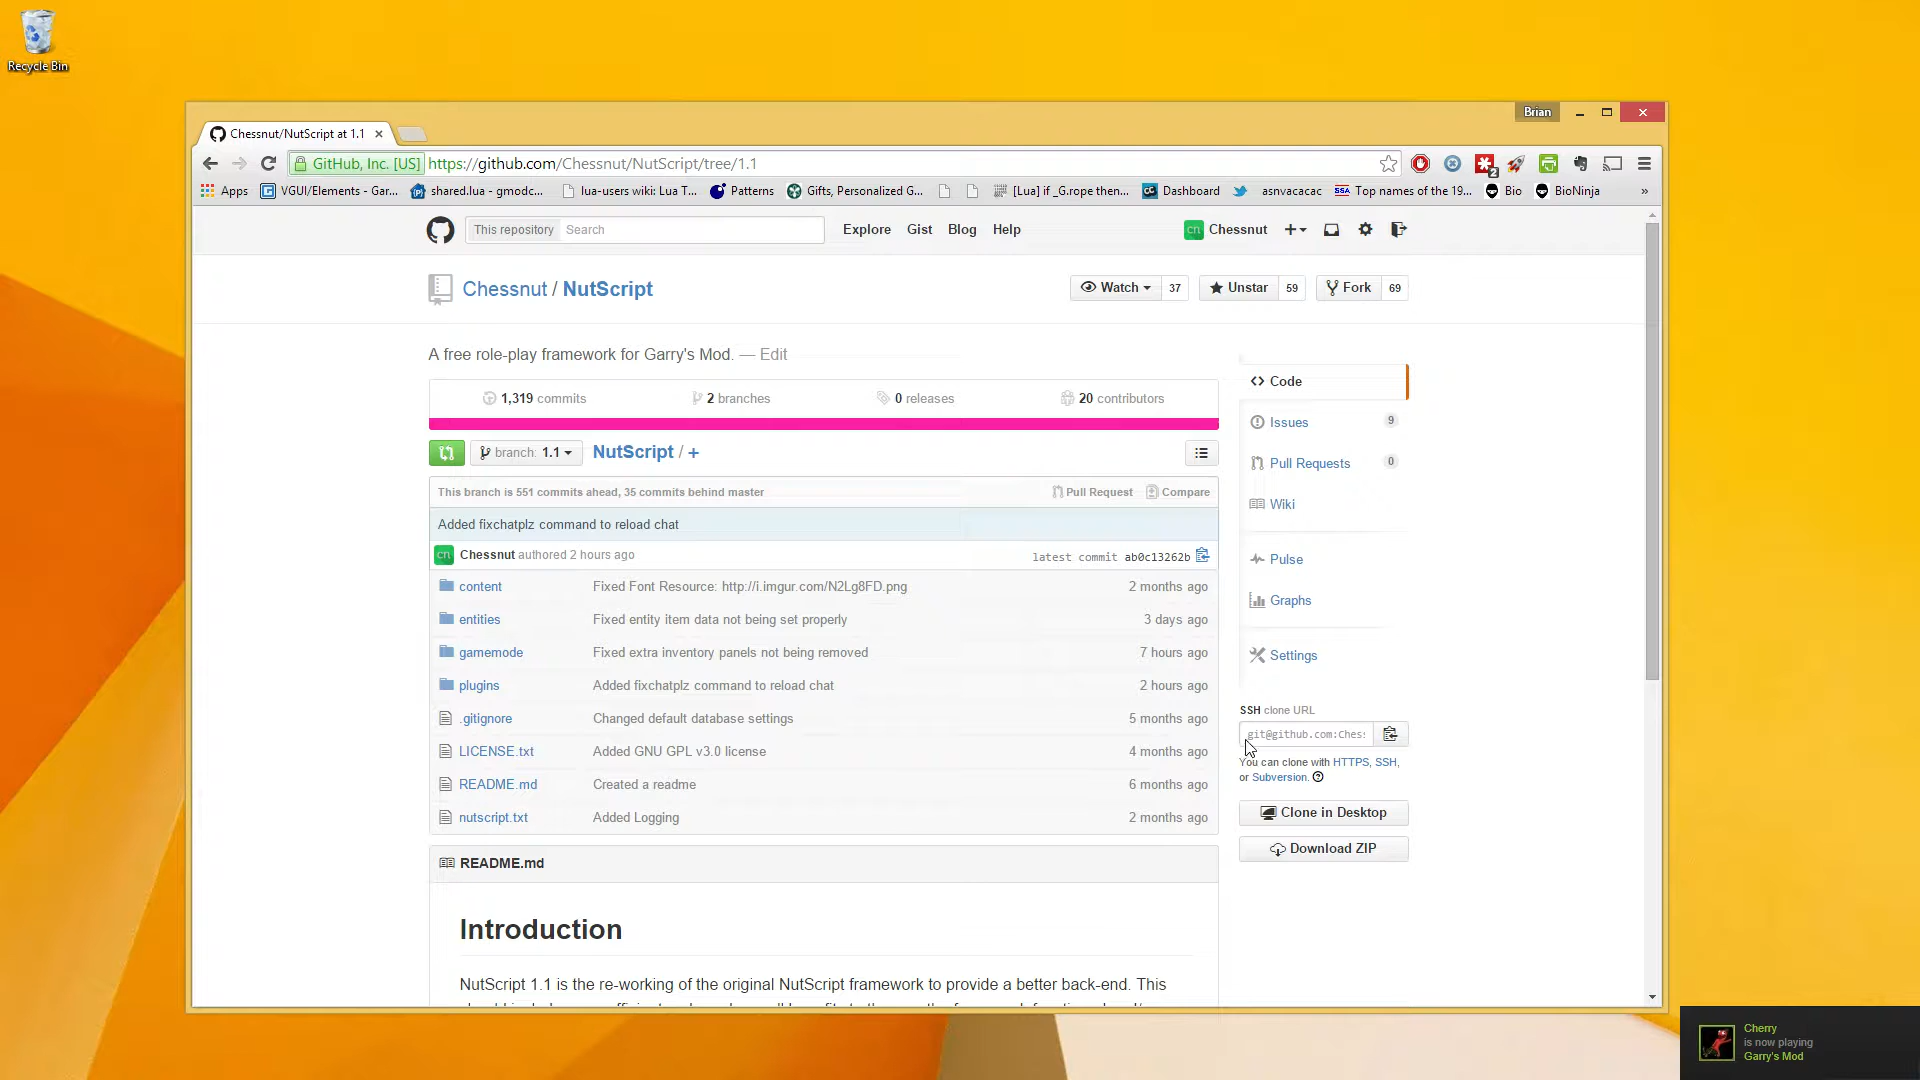 Recycle Bin
Brian
Chessnut/NutScript at 1.1
GitHub, Inc. [US] https://github.com/Chessnut/NutScript/tree/1.1
Apps VGUI/Elements - Gar... shared.lua - gmodc... lua-users wiki: Lua T... Patterns Gifts, Personalized G... [Lua] if _G.rope then... Dashboard asnvacacac Top names of the 19... Bio BioNinja »
This repository Search Explore Gist Blog Help Chessnut
Chessnut / NutScript Watch 37 Unstar 59 Fork 69
A free role-play framework for Garry's Mod. — Edit
1,319 commits 2 branches 0 releases 20 contributors
branch: 1.1 NutScript / +
This branch is 551 commits ahead, 35 commits behind master Pull Request Compare
Added fixchatplz command to reload chat
cn Chessnut authored 2 hours ago latest commit ab0c13262b
content Fixed Font Resource: http://i.imgur.com/N2Lg8FD.png 2 months ago
entities Fixed entity item data not being set properly 3 days ago
gamemode Fixed extra inventory panels not being removed 7 hours ago
plugins Added fixchatplz command to reload chat 2 hours ago
.gitignore Changed default database settings 5 months ago
LICENSE.txt Added GNU GPL v3.0 license 4 months ago
README.md Created a readme 6 months ago
nutscript.txt Added Logging 2 months ago
README.md
Introduction
NutScript 1.1 is the re-working of the original NutScript framework to provide a better back-end. This
Code
Issues 9
Pull Requests 0
Wiki
Pulse
Graphs
Settings
SSH clone URL
git@github.com:Ches
You can clone with HTTPS, SSH,
or Subversion.
Clone in Desktop
Download ZIP
Cherry
is now playing
Garry's Mod